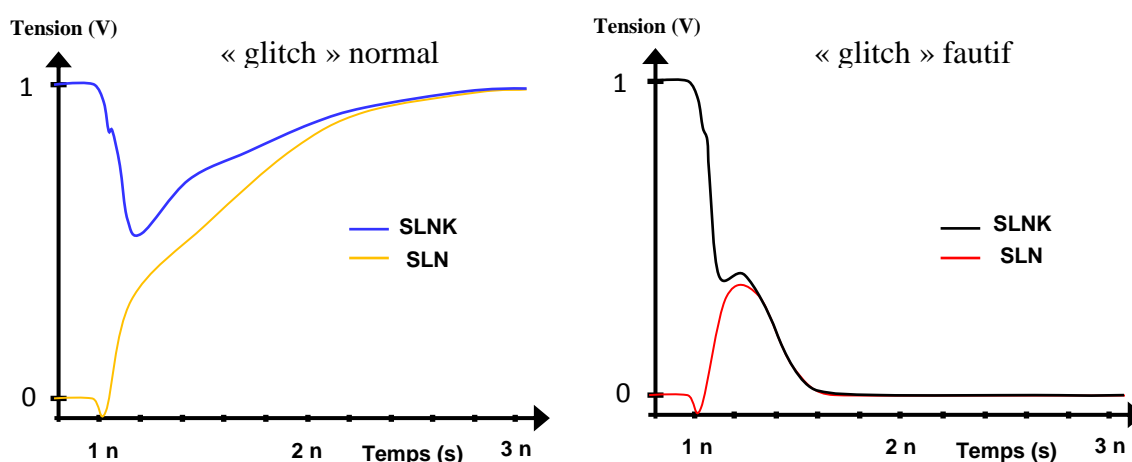 Tension (V)
« glitch » normal
1
SLNK
SLN
0
1 n
2 n
Temps (s)
3 n
Tension (V)
« glitch » fautif
1
SLNK
SLN
0
1 n
2 n
Temps (s)
3 n